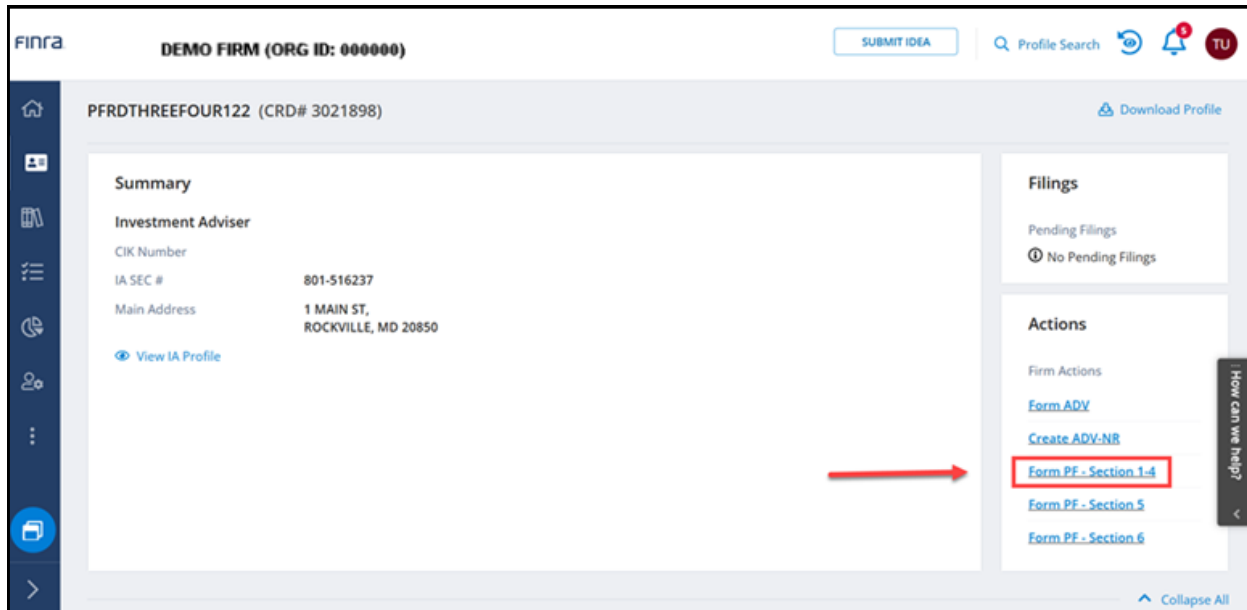 FINra
DEMO FIRM (ORG ID: 000000)
SUBMIT IDEA
Profile Search
5
TU
PFRDTHREEFOUR122 (CRD# 3021898)
Download Profile
Summary
Investment Adviser
CIK Number
IA SEC # 801-516237
Main Address 1 MAIN ST,
ROCKVILLE, MD 20850
View IA Profile
Filings
Pending Filings
No Pending Filings
Actions
Firm Actions
Form ADV
Create ADV-NR
Form PF - Section 1-4
Form PF - Section 5
Form PF - Section 6
How can we help?
Collapse All